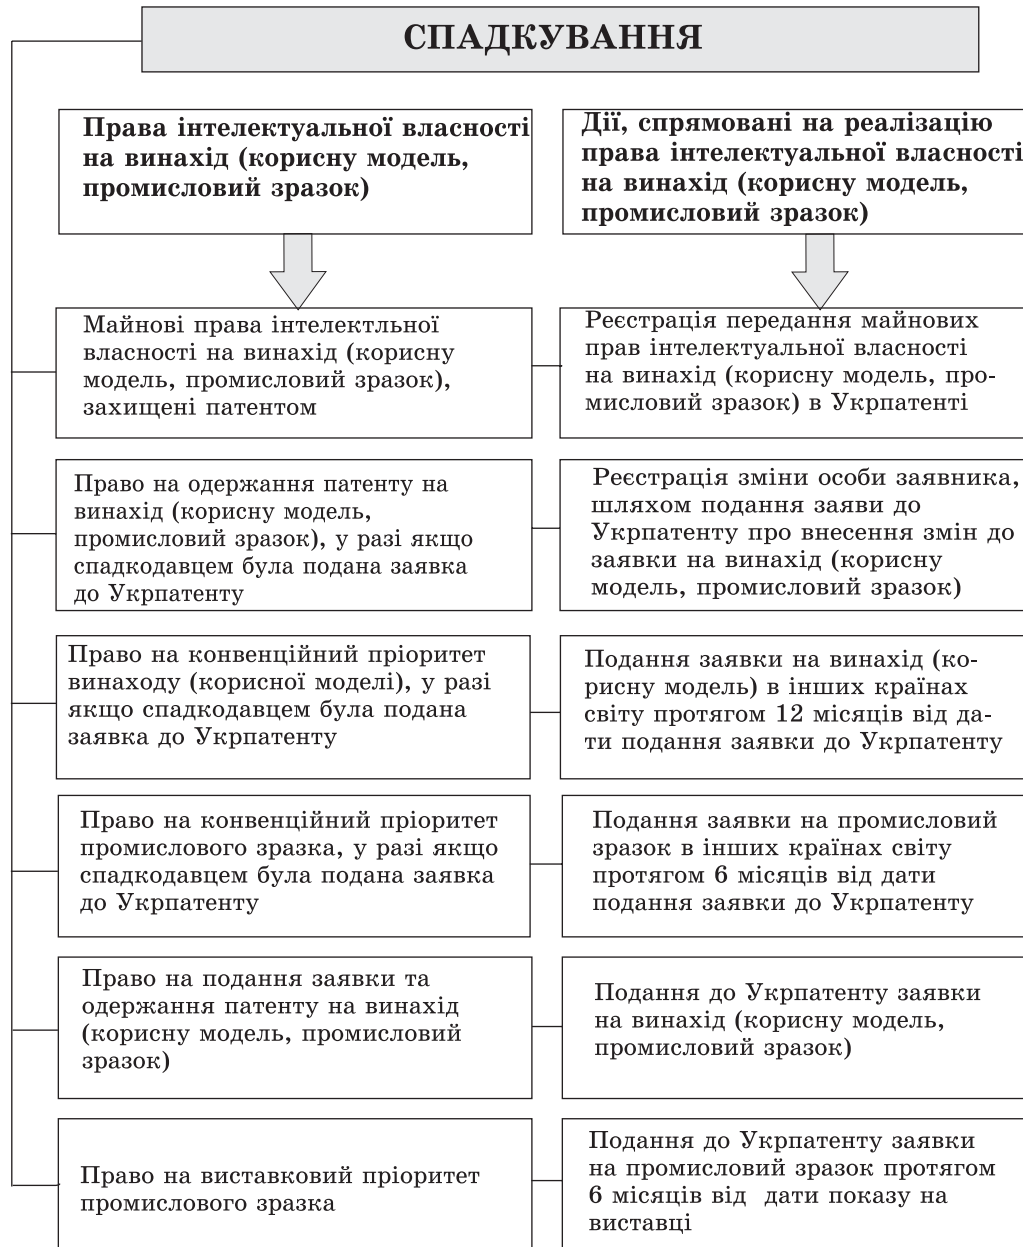 СПАДКУВАННЯ
Права інтелектуальної власності
на винахід (корисну модель,
промисловий зразок)
Дії, спрямовані на реалізацію
права інтелектуальної власності
на винахід (корисну модель,
промисловий зразок)
Майнові права інтелектльної
власності на винахід (корисну
модель, промисловий зразок),
захищені патентом
Реєстрація передання майнових
прав інтелектуальної власності
на винахід (корисну модель, про-
мисловий зразок) в Укрпатенті
Право на одержання патенту на
винахід (корисну модель,
промисловий зразок), у разі якщо
спадкодавцем була подана заявка
до Укрпатенту
Реєстрація зміни особи заявника,
шляхом подання заяви до
Укрпатенту про внесення змін до
заявки на винахід (корисну
модель, промисловий зразок)
Право на конвенційний пріоритет
винаходу (корисної моделі), у разі
якщо спадкодавцем була подана
заявка до Укрпатенту
Подання заявки на винахід (ко-
рисну модель) в інших країнах
світу протягом 12 місяців від да-
ти подання заявки до Укрпатенту
Право на конвенційний пріоритет
промислового зразка, у разі якщо
спадкодавцем була подана заявка
до Укрпатенту
Подання заявки на промисловий
зразок в інших країнах світу
протягом 6 місяців від дати
подання заявки до Укрпатенту
Право на подання заявки та
одержання патенту на винахід
(корисну модель, промисловий
зразок)
Подання до Укрпатенту заявки
на винахід (корисну модель,
промисловий зразок)
Право на виставковий пріоритет
промислового зразка
Подання до Укрпатенту заявки
на промисловий зразок протягом
6 місяців від дати показу на
виставці